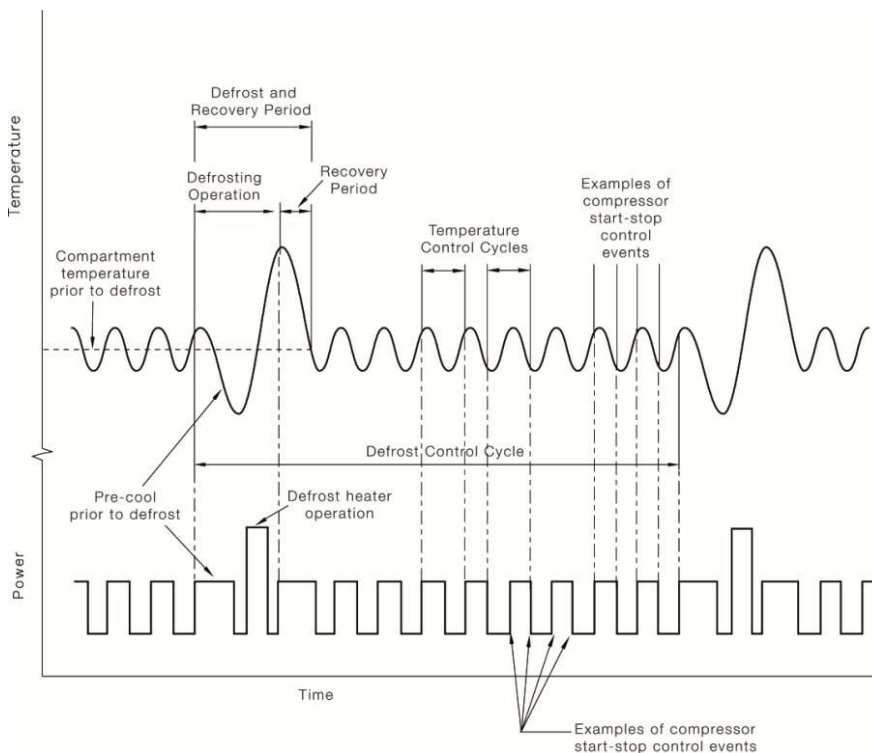 Temperature
Defrost and
Recovery Period
Defrosting
Operation
Recovery
Period
Examples of
compressor
start-stop
control
events
Temperature
Control Cycles
Compartment
temperature
prior to defrost
Defrost Control Cycle
Pre-cool
prior to defrost
Defrost heater
operation
Power
Time
Examples of compressor
start-stop control events